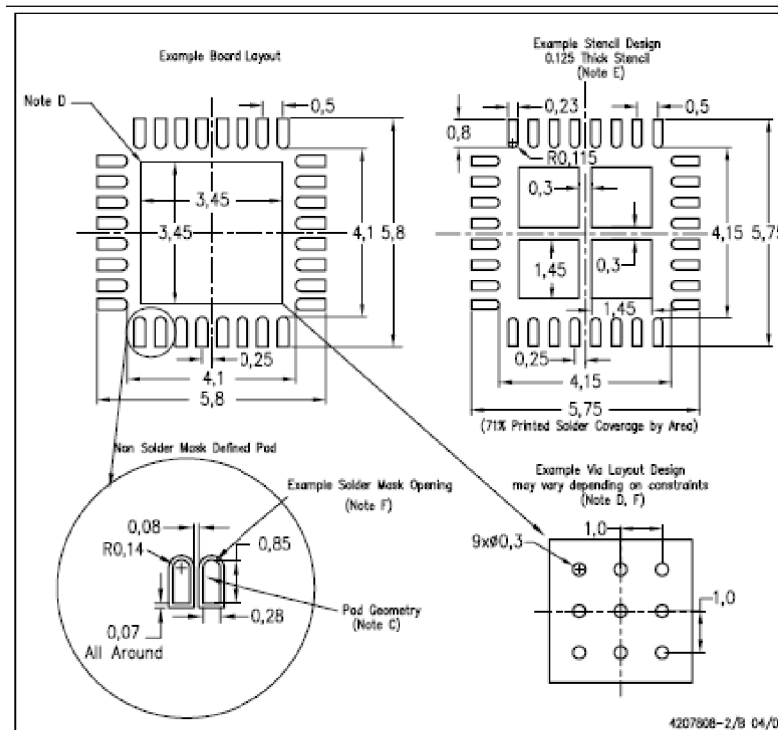 Example Board Layout
Note D
0,5
3,45
3,45
4,1
5,8
0,25
4,1
5,8
Example Stencil Design
0.125 Thick Stencil
(Note E)
0,23
0,5
0,8
R0,115
0,3
4,15
5,75
1,45
0,3
1,45
0,25
4,15
5,75
(71% Printed Solder Coverage by Area)
Non Solder Mask Defined Pad
Example Solder Mask Opening
(Note F)
0,08
R0,14
0,85
Pad Geometry
(Note C)
0,28
0,07
All Around
Example Via Layout Design
may vary depending on constraints
(Note D, F)
1,0
9xø0,3
1,0